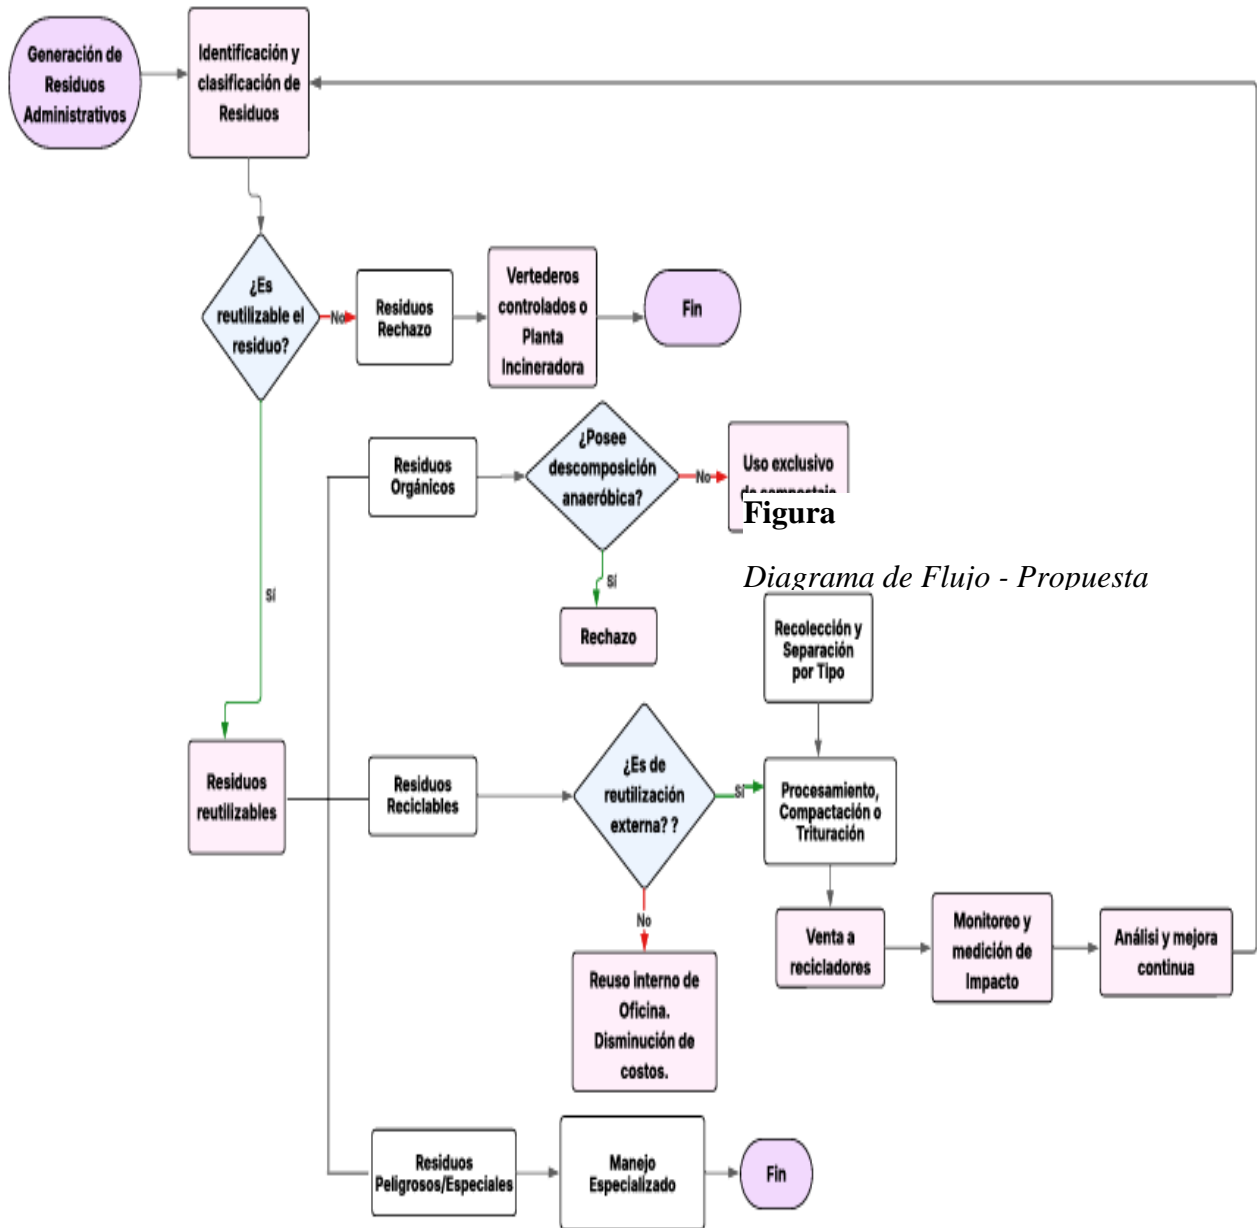 Generación de
Residuos
Administrativos
Identificación y
clasificación de
Residuos
¿Es
reutilizable el
residuo?
No
Residuos
Rechazo
Vertederos
controlados o
Planta
Incineradora
Fin
Sí
Residuos
Orgánicos
¿Posee
descomposición
anaeróbica?
No
Uso exclusivo
de compostaje
Figura
Diagrama de Flujo - Propuesta
Sí
Rechazo
Recolección y
Separación
por Tipo
Residuos
reutilizables
Residuos
Reciclables
¿Es de
reutilización
externa? ?
Sí
Procesamiento,
Compactación o
Trituración
No
Venta a
recicladores
Monitoreo y
medición de
Impacto
Análisi y mejora
continua
Reuso interno de
Oficina.
Disminución de
costos.
Residuos
Peligrosos/Especiales
Manejo
Especializado
Fin